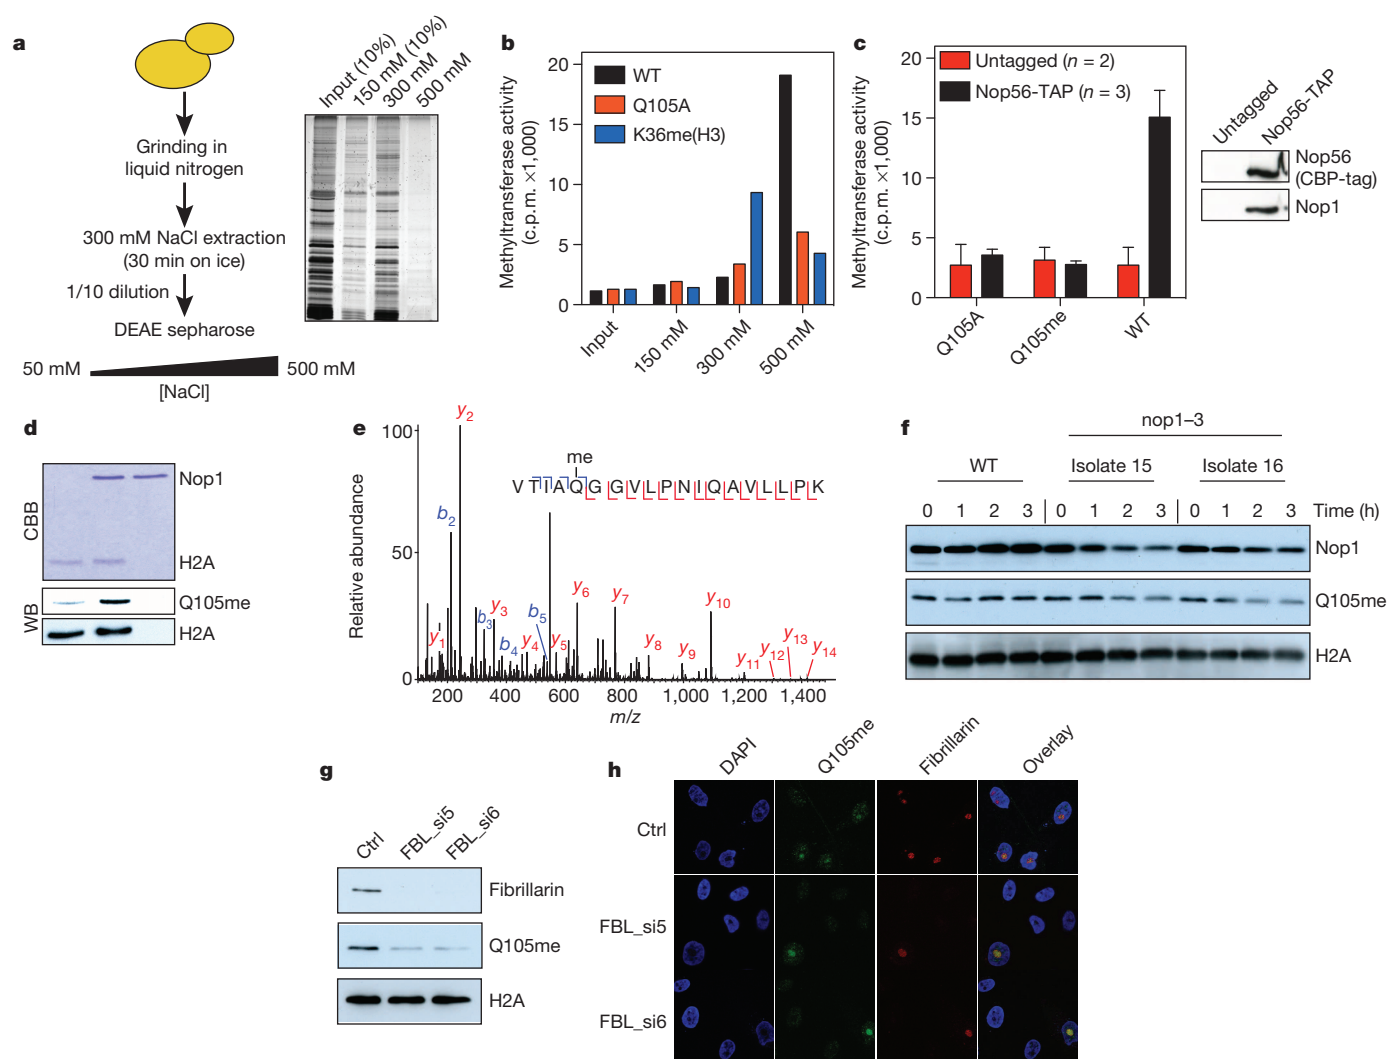 a
Grinding in
liquid nitrogen
300 mM NaCl extraction
(30 min on ice)
1/10 dilution
DEAE sepharose
50 mM
500 mM
[NaCl]
Input (10%)
150 mM (10%)
300 mM
500 mM
b
Methyltransferase activity
(c.p.m. ×1,000)
20
15
10
5
0
WT
Q105A
K36me(H3)
Input
150 mM
300 mM
500 mM
c
Methyltransferase activity
(c.p.m. ×1,000)
20
15
10
5
0
Untagged (n = 2)
Nop56-TAP (n = 3)
Q105A
Q105me
WT
Untagged
Nop56-TAP
Nop56
(CBP-tag)
Nop1
d
CBB
Nop1
H2A
WB
Q105me
H2A
e
Relative abundance
100
50
0
y2
b2
y1
b3
y3
b4
y4
b5
y5
y6
y7
y8
y9
y10
y11
y12
y13
y14
me
V T I A Q G G V L P N I Q A V L L P K
200 400 600 800 1,000 1,200 1,400
m/z
f
nop1–3
WT
Isolate 15
Isolate 16
0 1 2 3 0 1 2 3 0 1 2 3 Time (h)
Nop1
Q105me
H2A
g
Ctrl
FBL_si5
FBL_si6
Fibrillarin
Q105me
H2A
h
DAPI
Q105me
Fibrillarin
Overlay
Ctrl
FBL_si5
FBL_si6